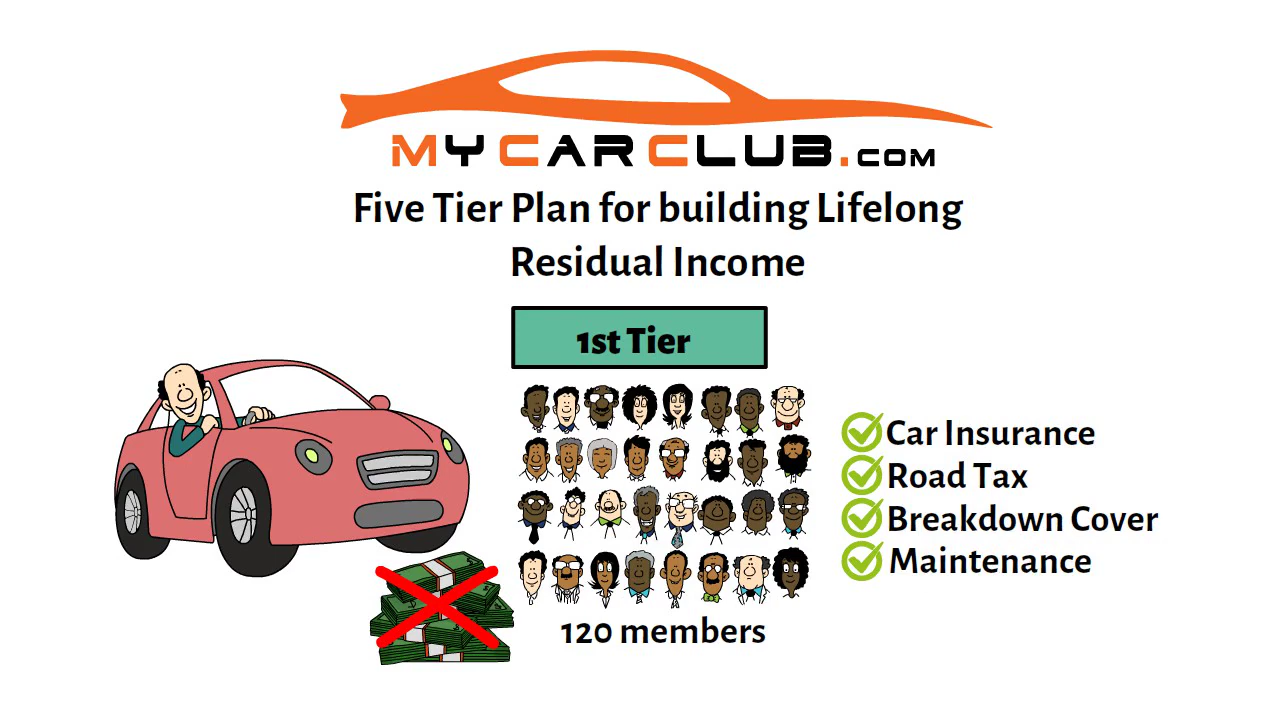 MYCARCLUB.COM
Five Tier Plan for building Lifelong
Residual Income
1st Tier
Car Insurance
Road Tax
Breakdown Cover
Maintenance
120 members